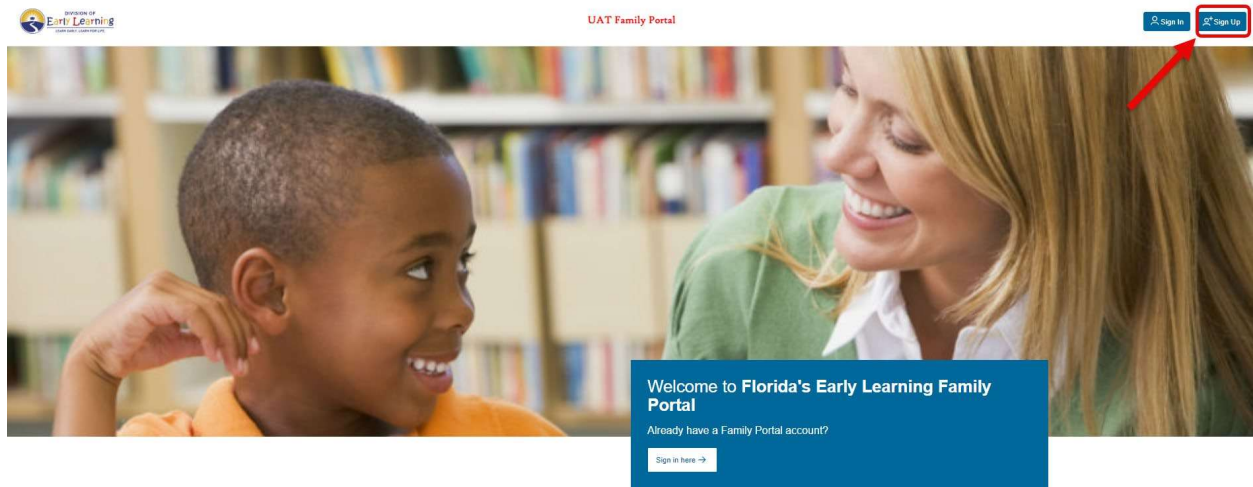 DIVISION OF
Early Learning
LEARN EARLY. LEARN FOR LIFE.
UAT Family Portal
Sign In
Sign Up
Welcome to Florida's Early Learning Family
Portal
Already have a Family Portal account?
Sign in here →